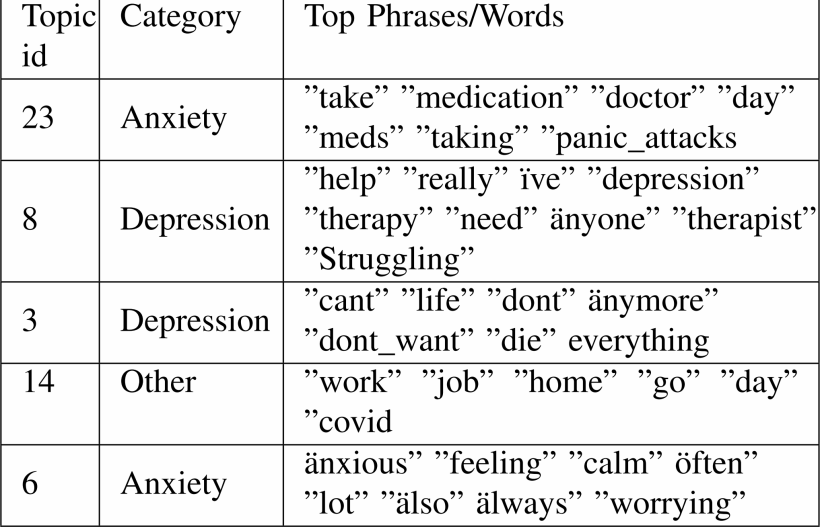 Topic id | Category | Top Phrases/Words
23 | Anxiety | ”take” ”medication” ”doctor” ”day”
”meds” ”taking” ”panic_attacks
8 | Depression | ”help” ”really” ïve” ”depression”
”therapy” ”need” änyone” ”therapist”
”Struggling”
3 | Depression | ”cant” ”life” ”dont” änymore”
”dont_want” ”die” everything
14 | Other | ”work” ”job” ”home” ”go” ”day”
”covid
6 | Anxiety | änxious” ”feeling” ”calm” öften”
”lot” ”älso” älways” ”worrying”